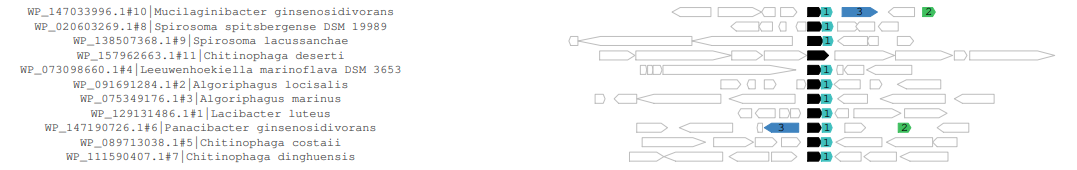 WP_147033996.1#10|Mucilaginibacter ginsenosidivorans 1 3 2
WP_020603269.1#8|Spirosoma spitsbergense DSM 19989 1
WP_138507368.1#9|Spirosoma lacussanchae 1
WP_157962663.1#11|Chitinophaga deserti
WP_073098660.1#4|Leeuwenhoekiella marinoflava DSM 3653 1
WP_091691284.1#2|Algoriphagus locisalis 1
WP_075349176.1#3|Algoriphagus marinus 1
WP_129131486.1#1|Lacibacter luteus 1
WP_147190726.1#6|Panacibacter ginsenosidivorans 3 1 2
WP_089713038.1#5|Chitinophaga costaii 1
WP_111590407.1#7|Chitinophaga dinghuensis 1